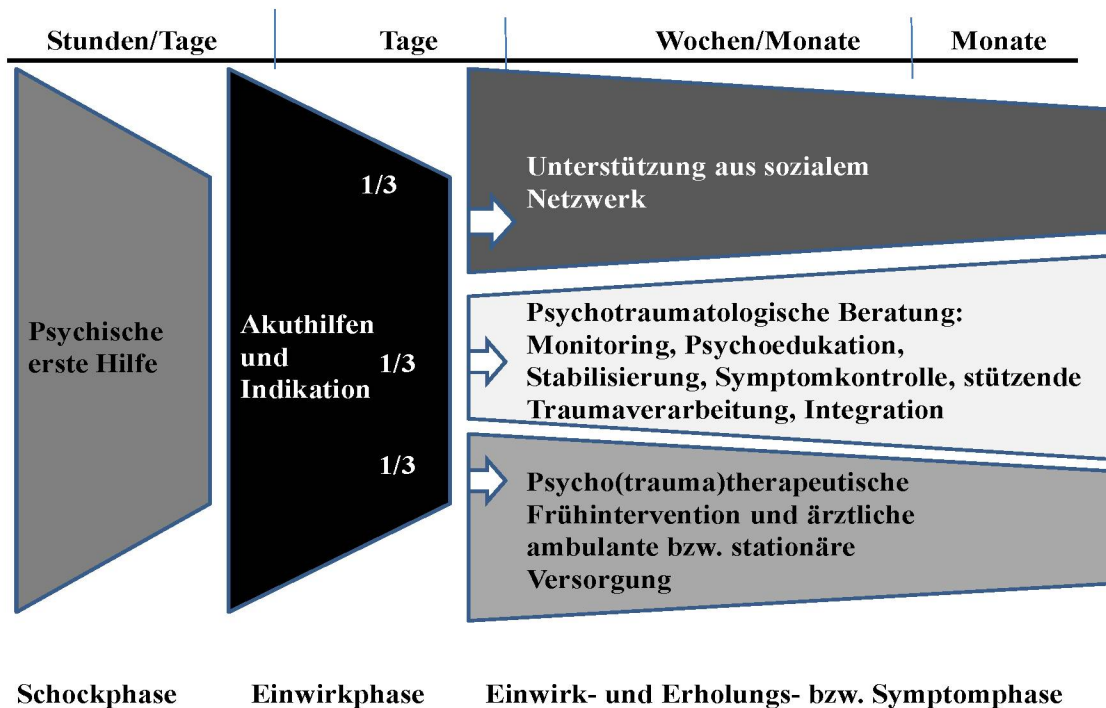 Stunden/Tage
Tage
Wochen/Monate
Monate
Psychische
erste Hilfe
Akuthilfen
und
Indikation
1/3
1/3
1/3
Unterstützung aus sozialem
Netzwerk
Psychotraumatologische Beratung:
Monitoring, Psychoedukation,
Stabilisierung, Symptomkontrolle, stützende
Traumaverarbeitung, Integration
Psycho(trauma)therapeutische
Frühintervention und ärztliche
ambulante bzw. stationäre
Versorgung
Schockphase
Einwirkphase
Einwirk- und Erholungs- bzw. Symptomphase